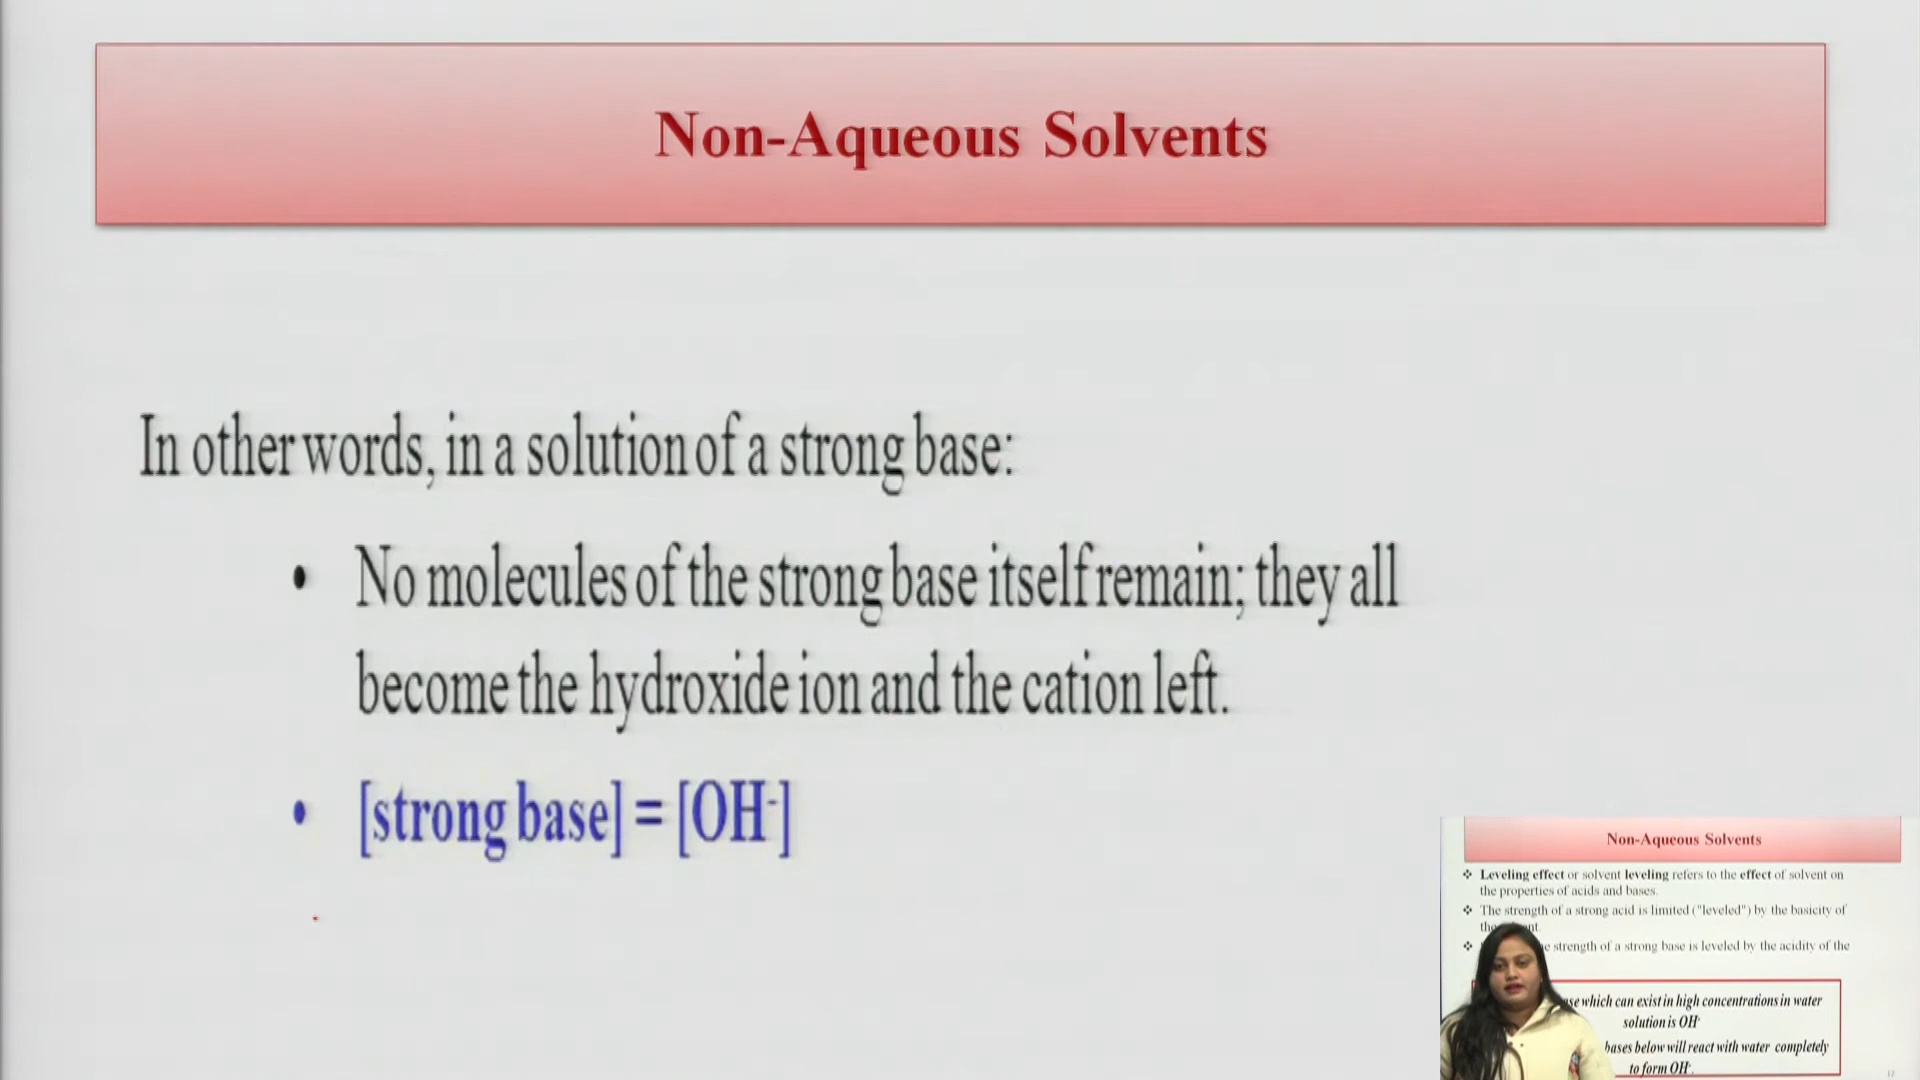 Non-Aqueous Solvents
In other words, in a solution of a strong base:
• No molecules of the strong base itself remain; they all
become the hydroxide ion and the cation left.
• [strong base] = [OH-]
Non-Aqueous Solvents
❖ Leveling effect or solvent leveling refers to the effect of solvent on
the properties of acids and bases.
❖ The strength of a strong acid is limited ("leveled") by the basicity of
❖ strength of a strong base is leveled by the acidity of the
which can exist in high concentrations in water
solution is OH-
bases below will react with water completely
to form OH-.